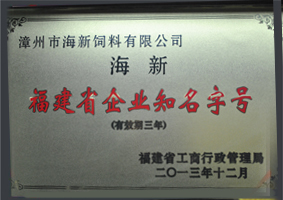 漳州市海新饲料有限公司
海新
福建省企业知名字号
(有效期三年)
福建省工商行政管理局
二〇一三年十二月